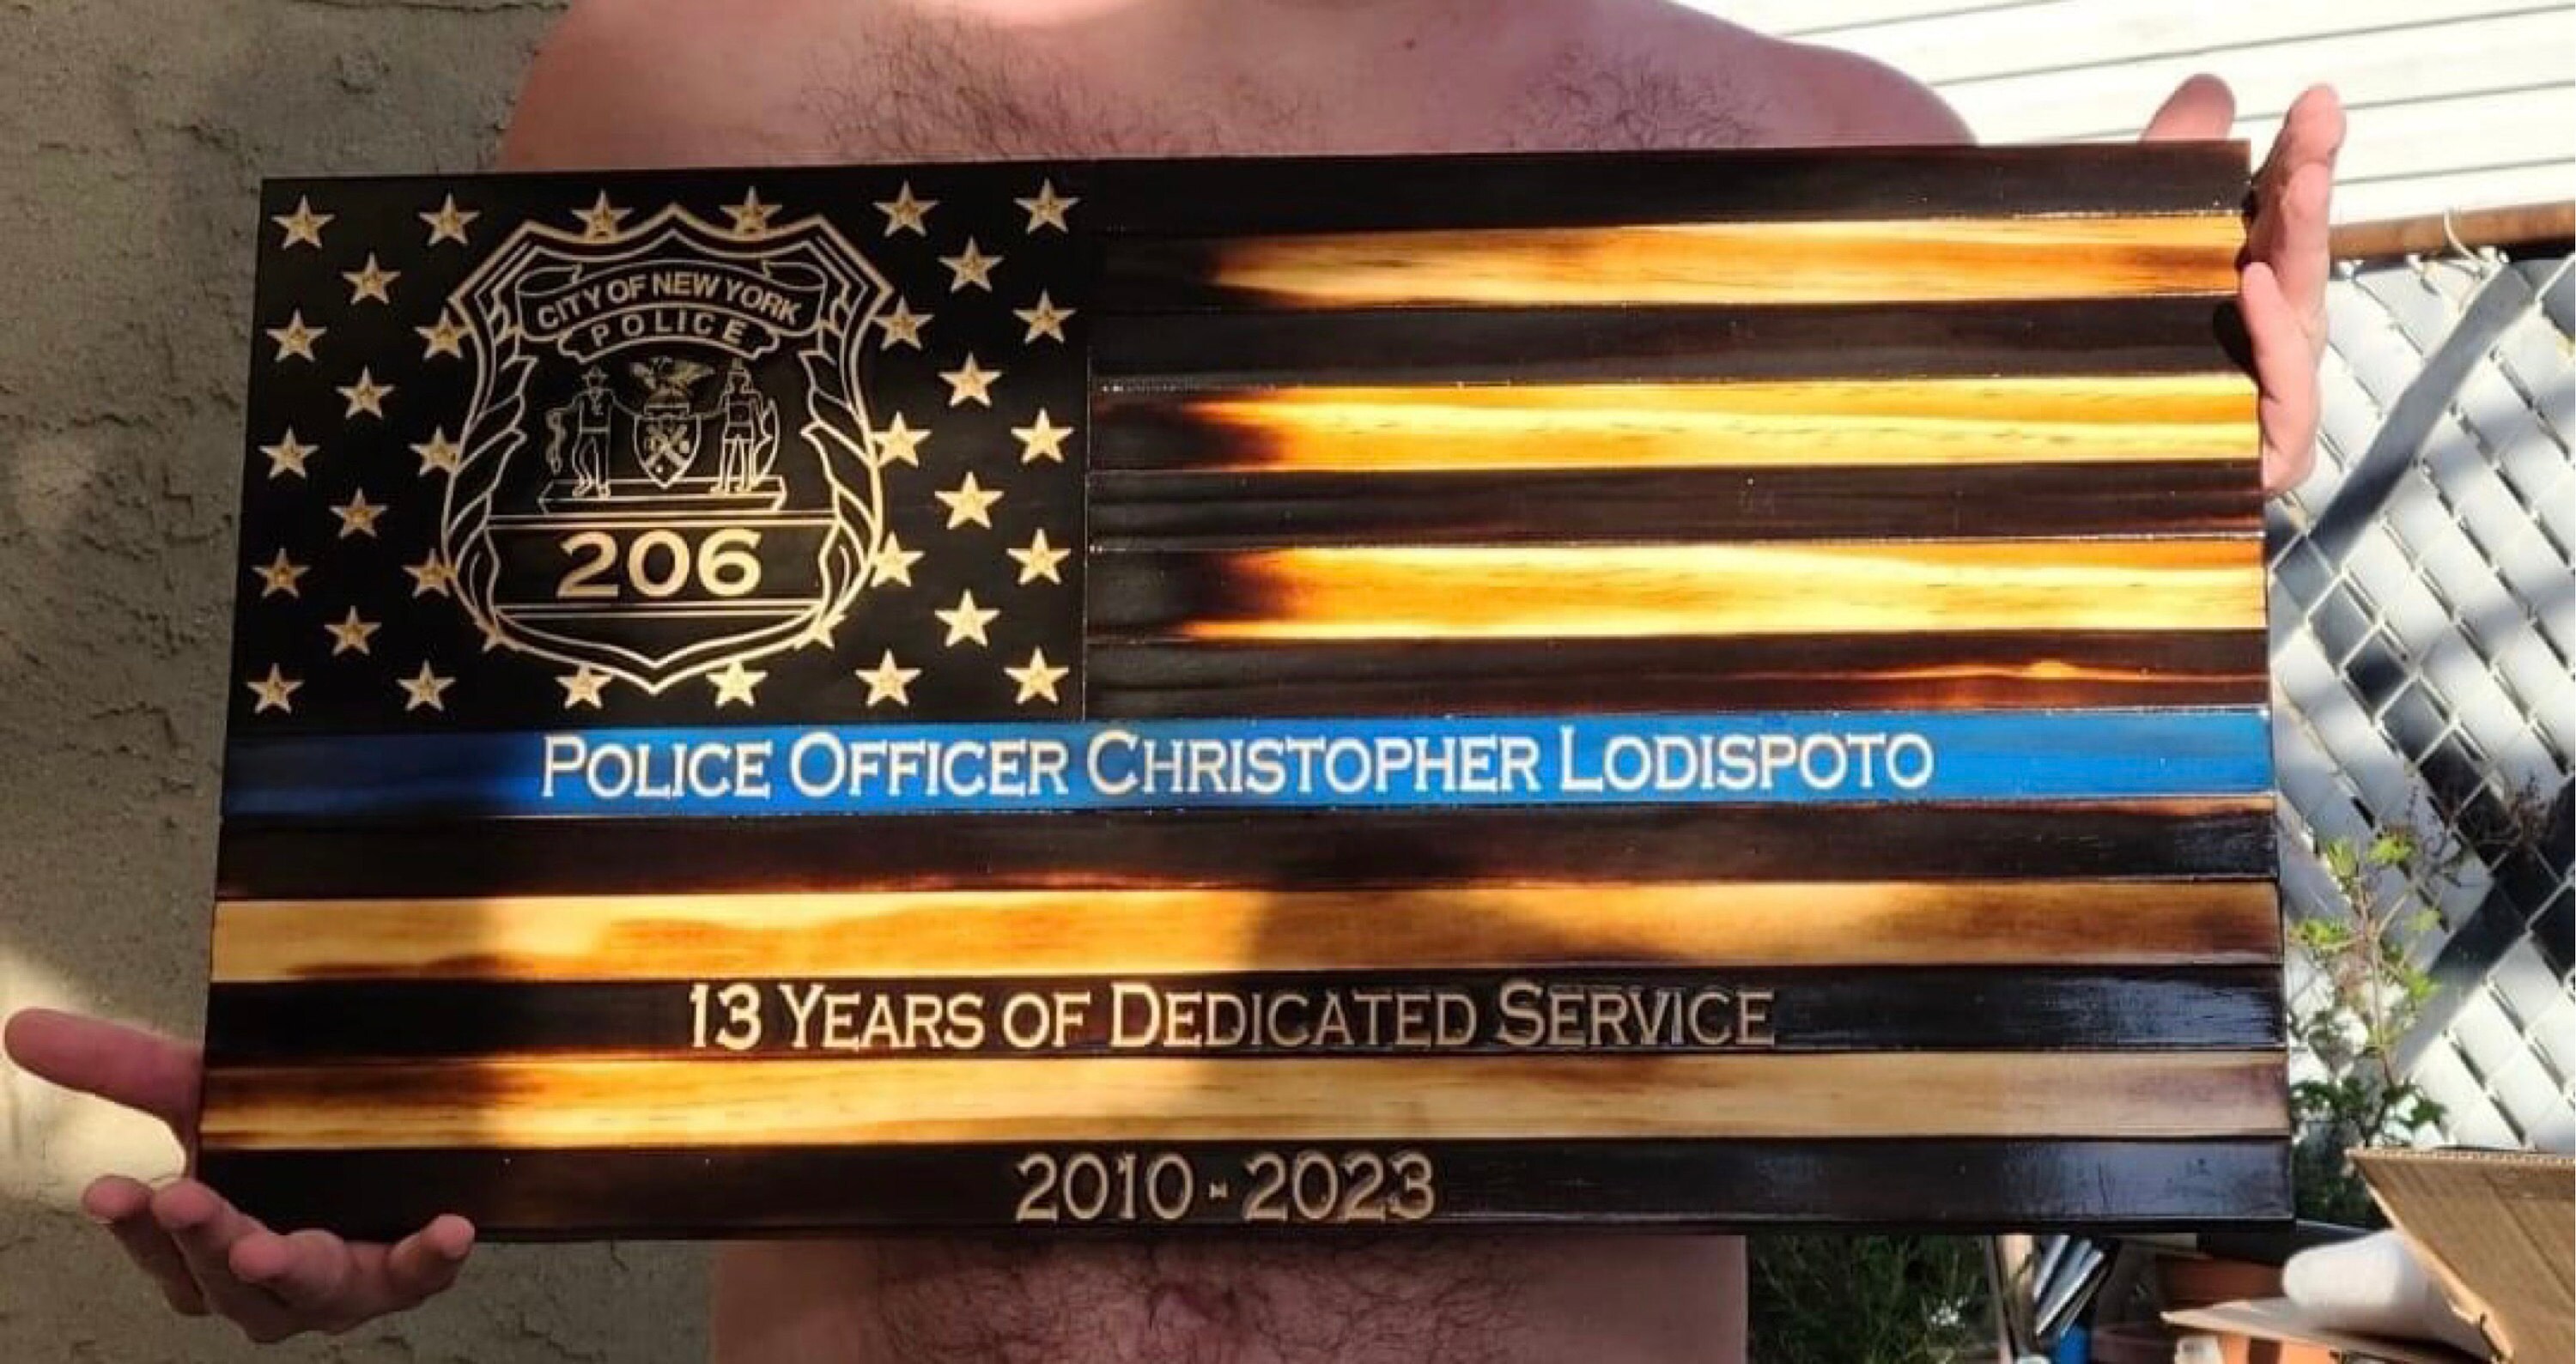 CITY OF NEW YORK
POLICE
206
POLICE OFFICER CHRISTOPHER LODISPOTO
13 YEARS OF DEDICATED SERVICE
2010-2023